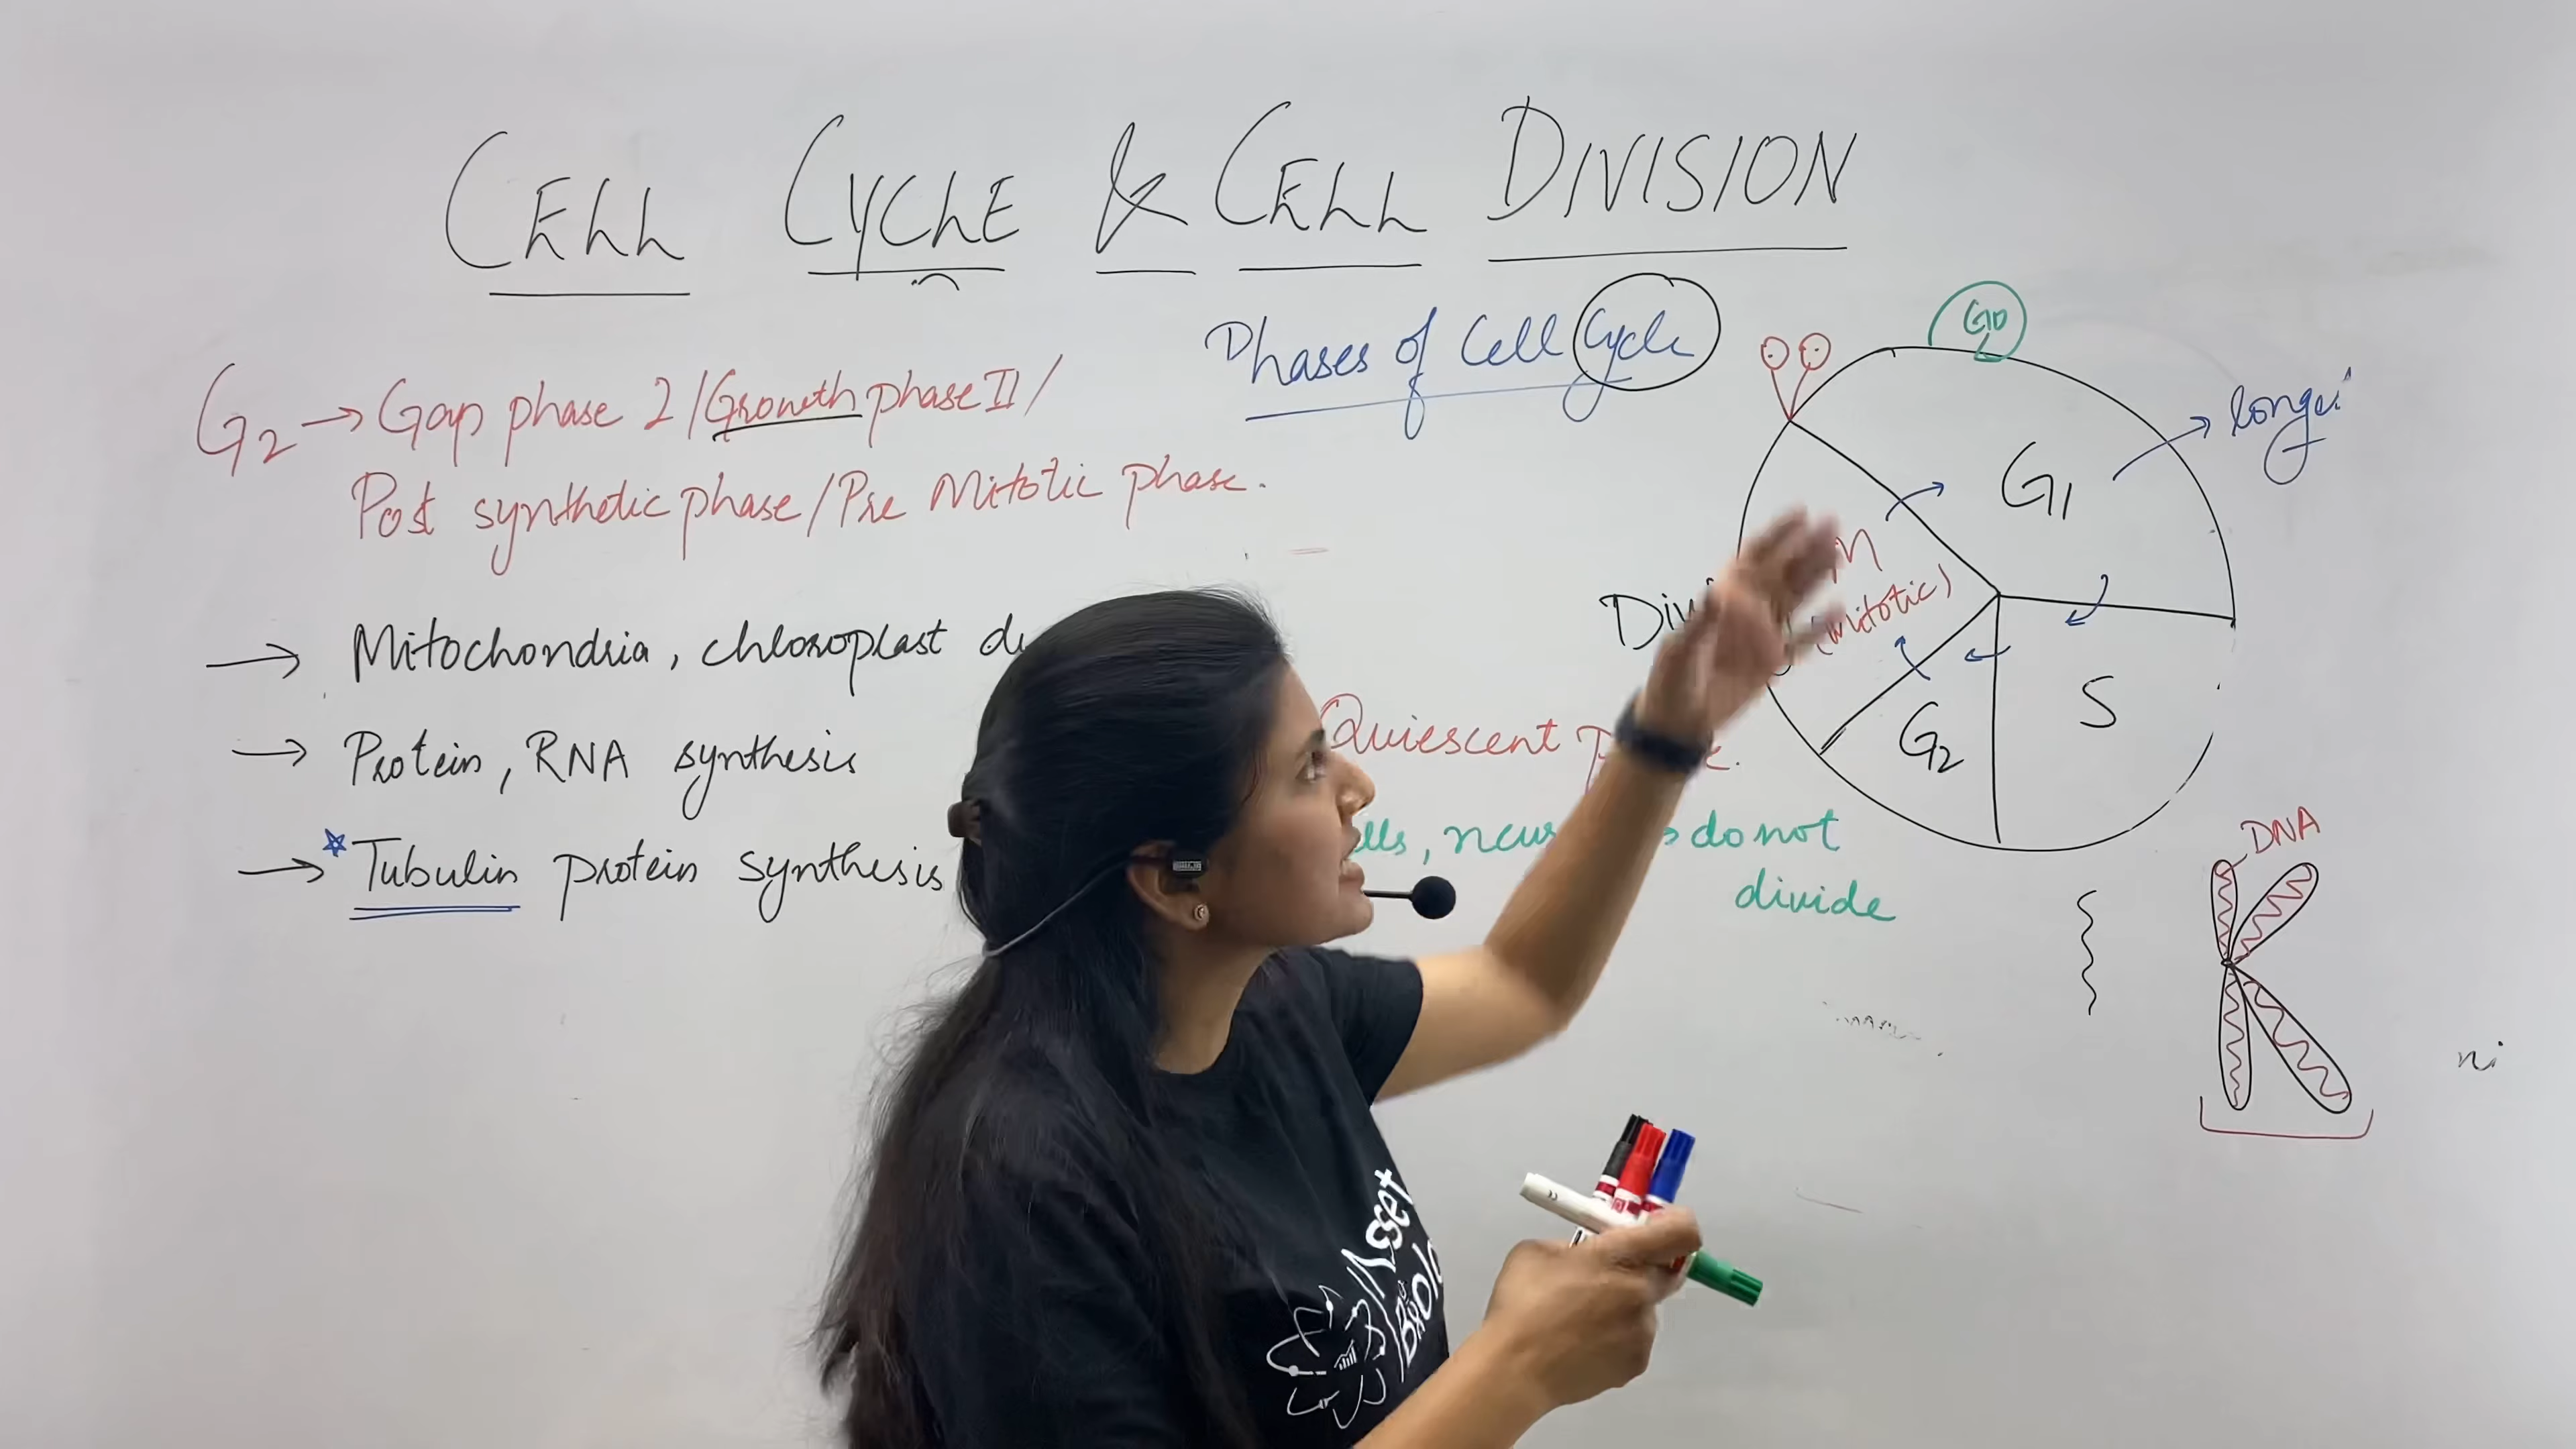 CELL CYCLE & CELL DIVISION
Phases of Cell Cycle
G0
G2 → Gap phase 2/Growth phase II/
Post synthetic phase/Pre Mitotic phase.
→ Mitochondria, chloroplast
→ Protein, RNA synthesis
→ Tubulin protein synthesis
G1
M
(Mitotic)
S
G2
Quiescent
do not
divide
DNA
Asset